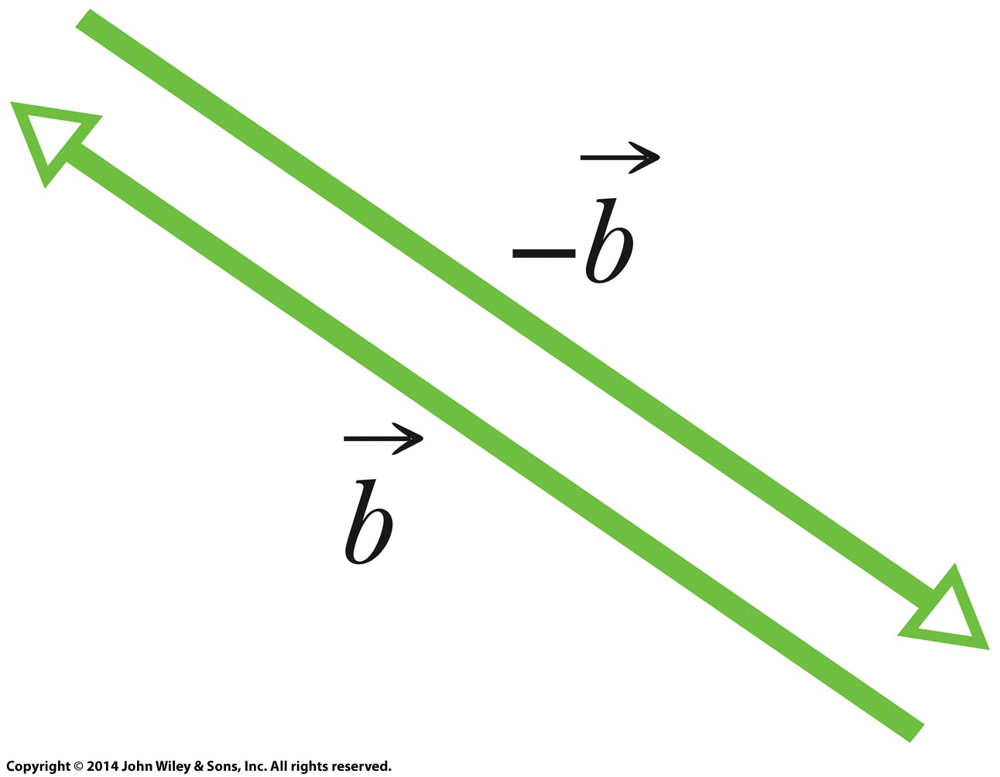 −b⃗
b⃗
Copyright © 2014 John Wiley & Sons, Inc. All rights reserved.